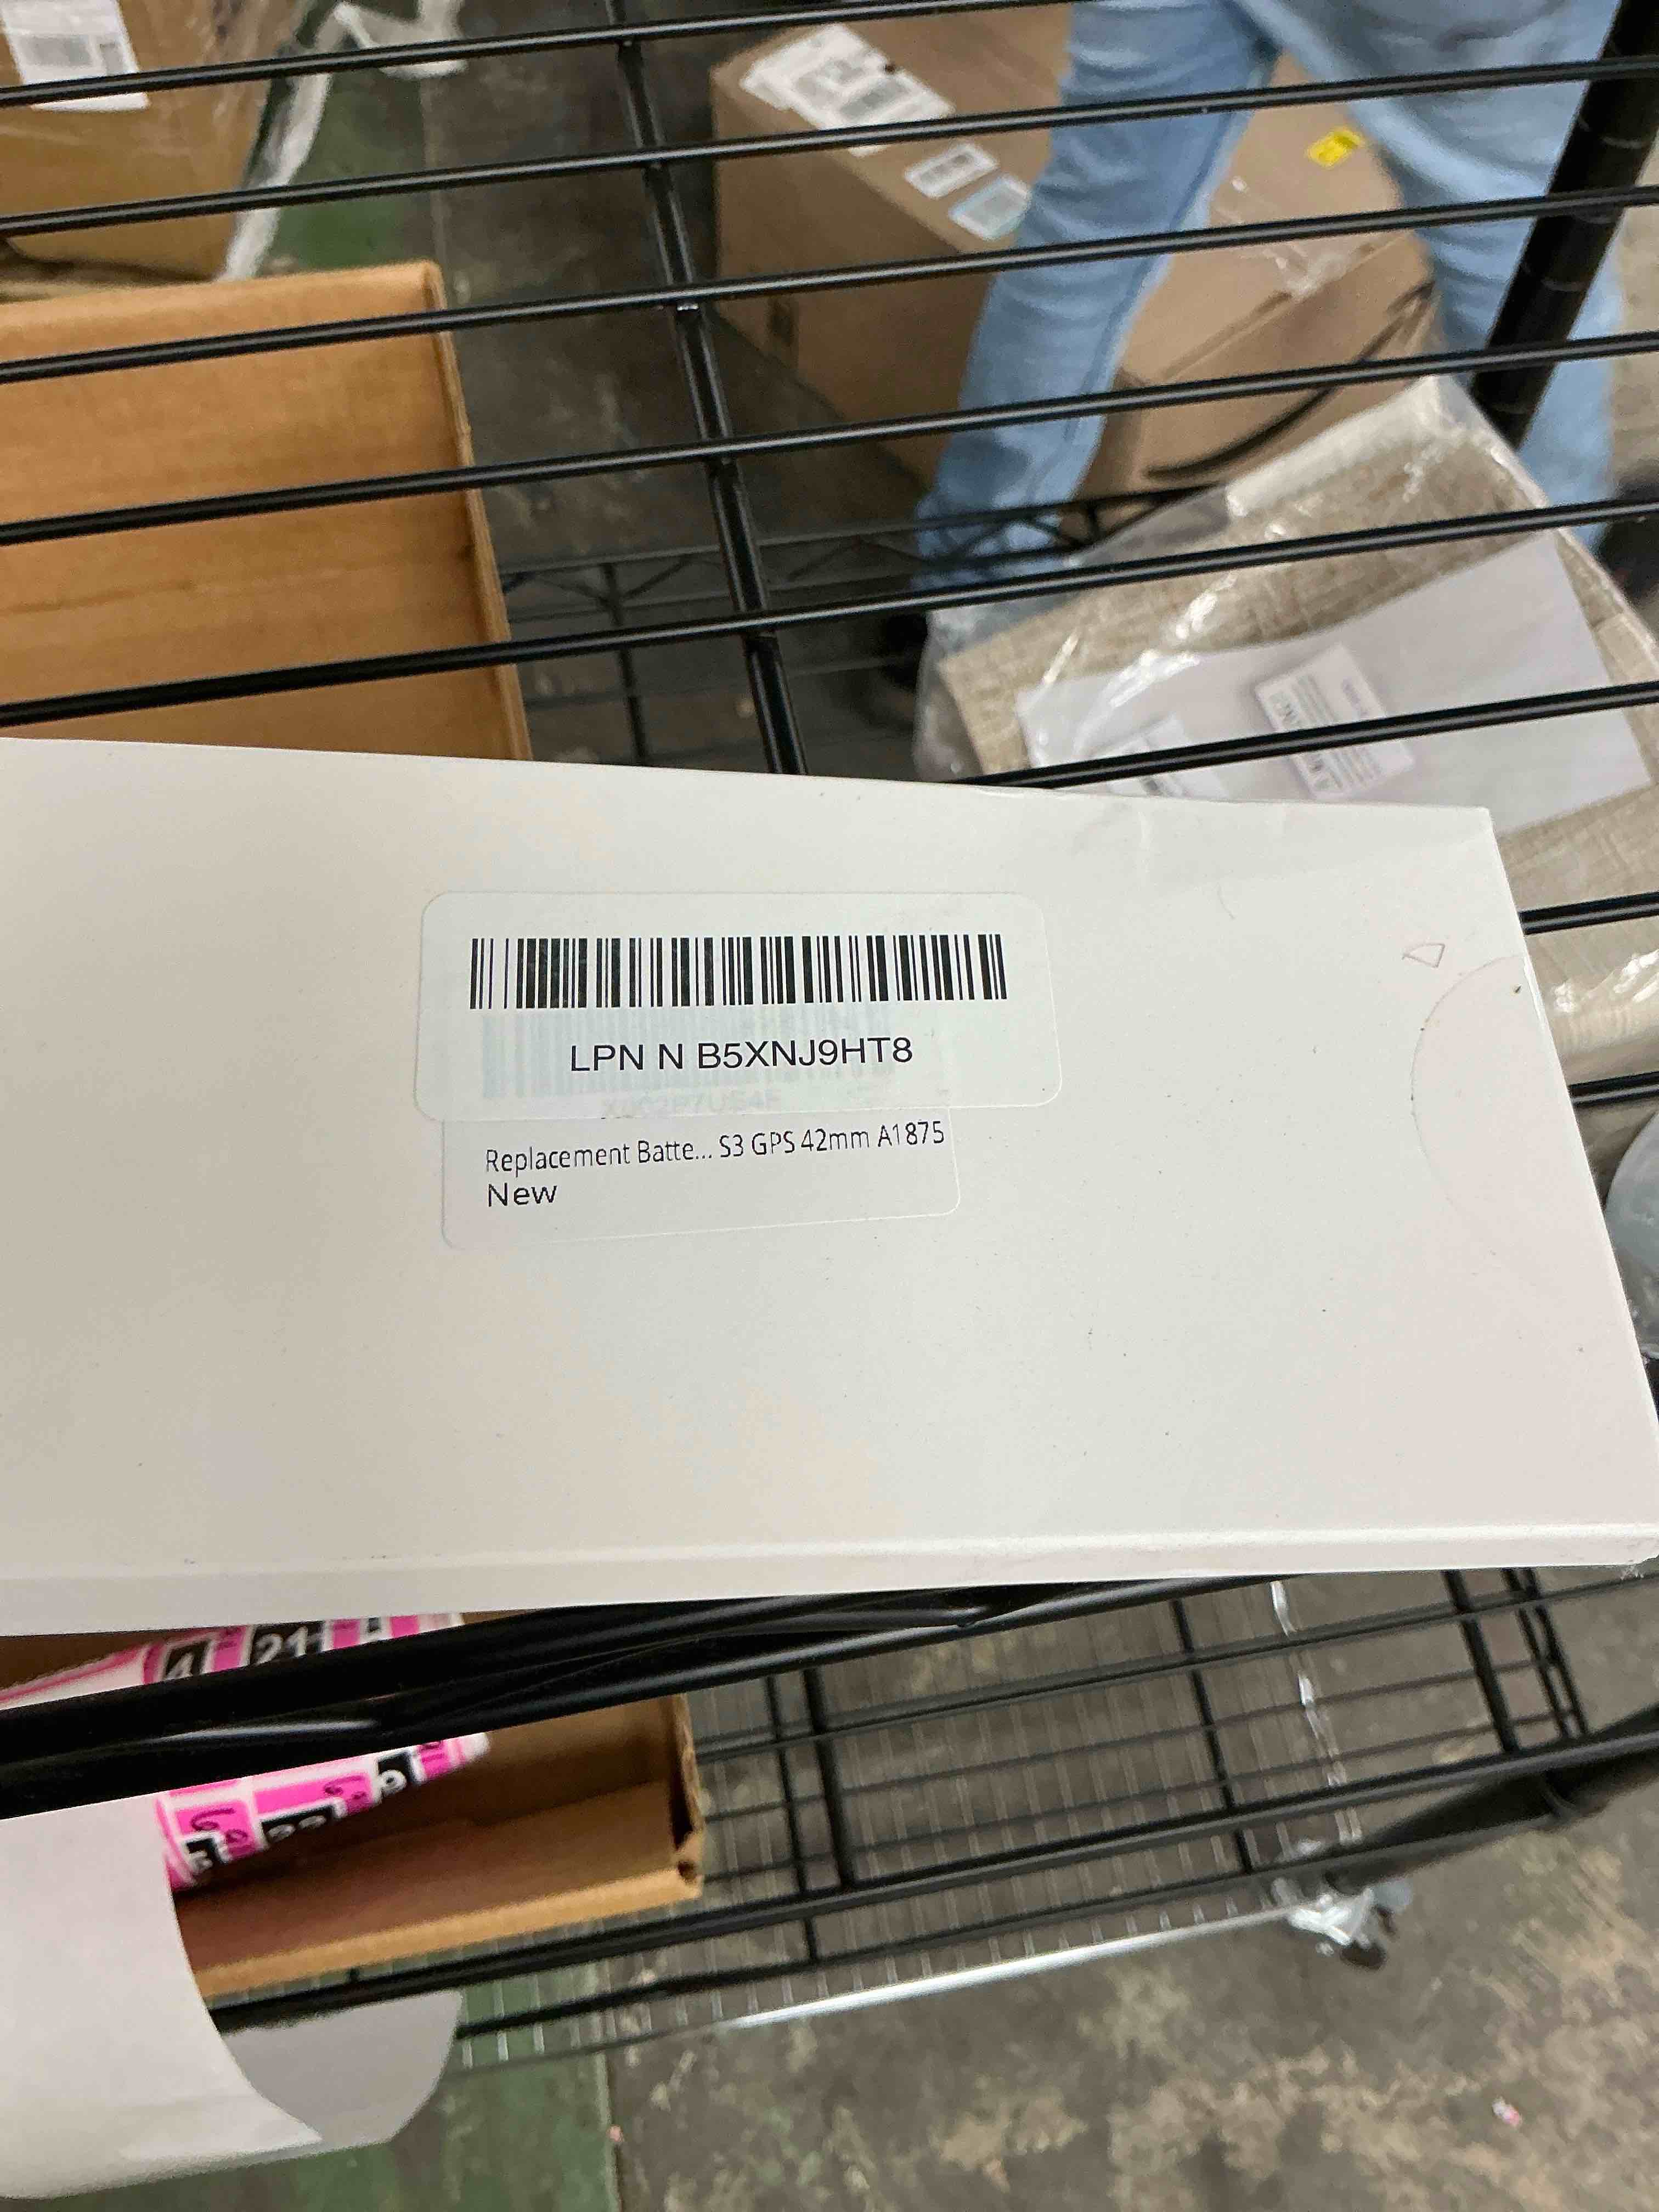 LPN N B5XNJ9HT8
Replacement Batte... S3 GPS 42mm A1875
New